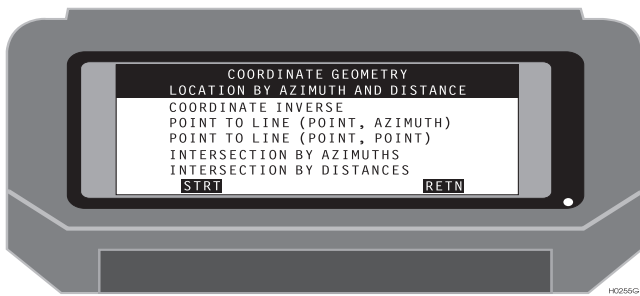 COORDINATE GEOMETRY
LOCATION BY AZIMUTH AND DISTANCE
COORDINATE INVERSE
POINT TO LINE (POINT, AZIMUTH)
POINT TO LINE (POINT, POINT)
INTERSECTION BY AZIMUTHS
INTERSECTION BY DISTANCES
STRT RETN
H0255G